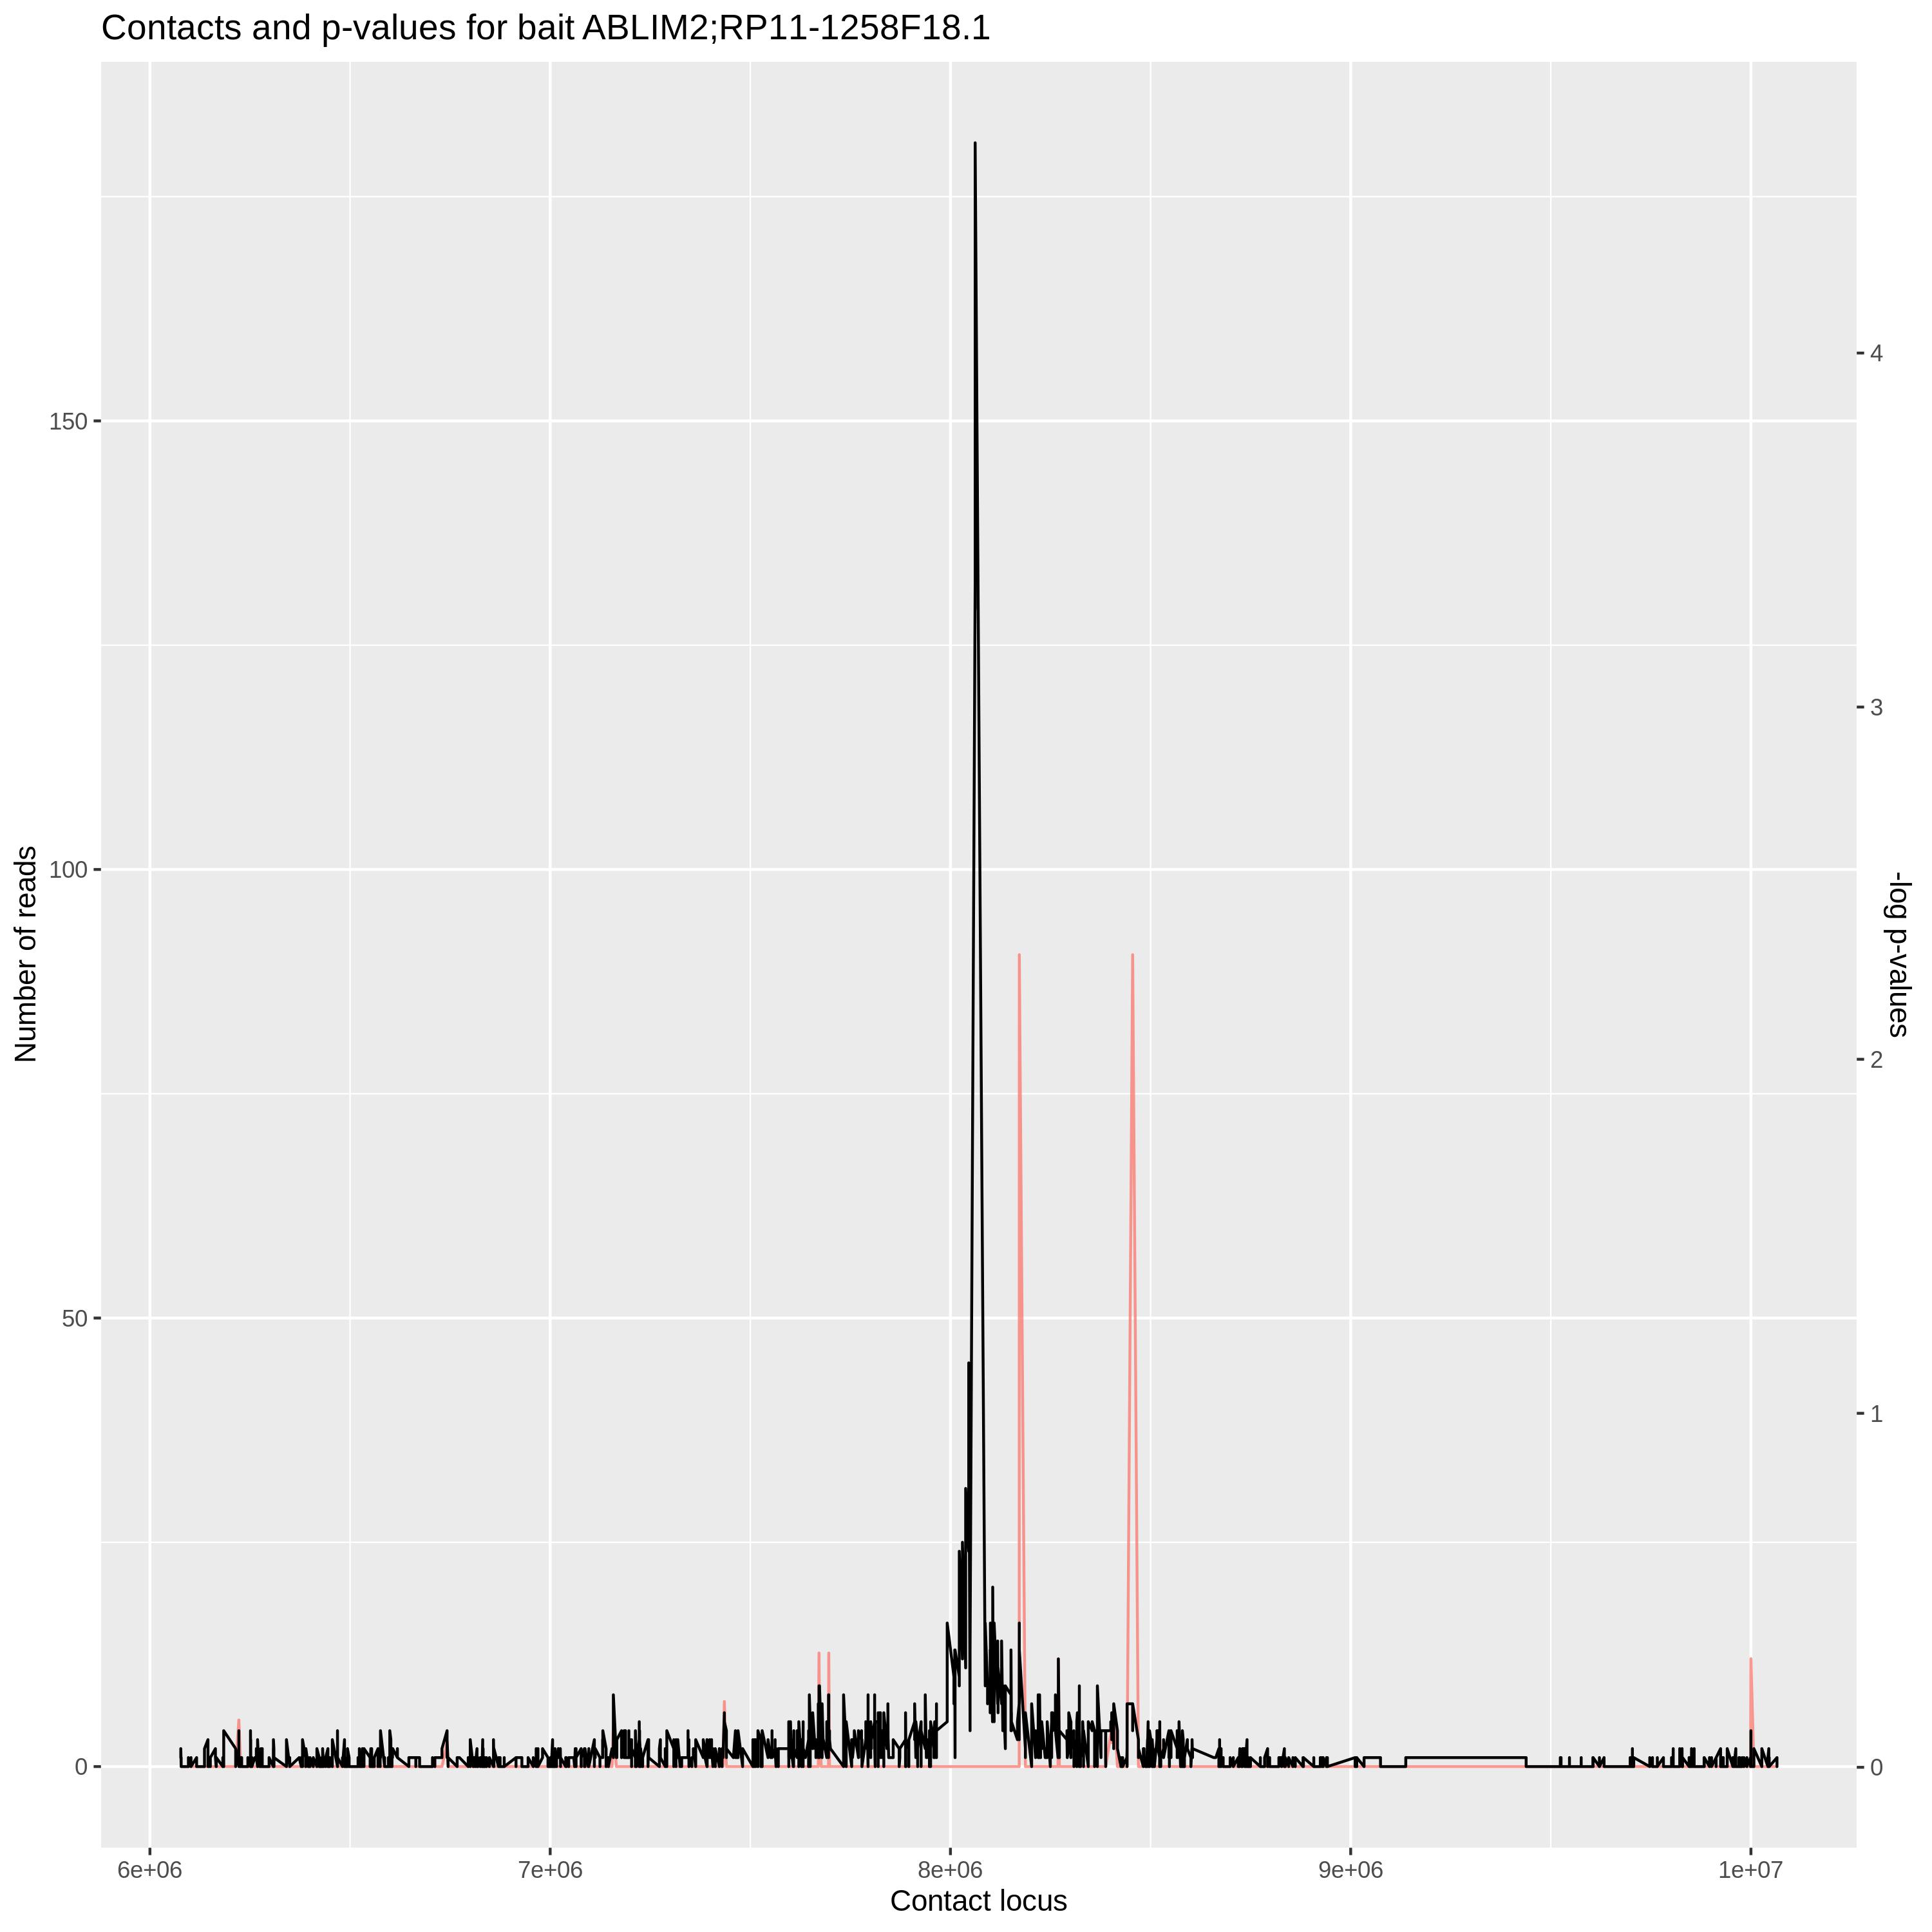 Contacts and p-values for bait ABLIM2;RP11-1258F18.1
150
100
50
0
Number of reads
4
3
2
1
0
-log p-values
6e+06
7e+06
8e+06
9e+06
1e+07
Contact locus